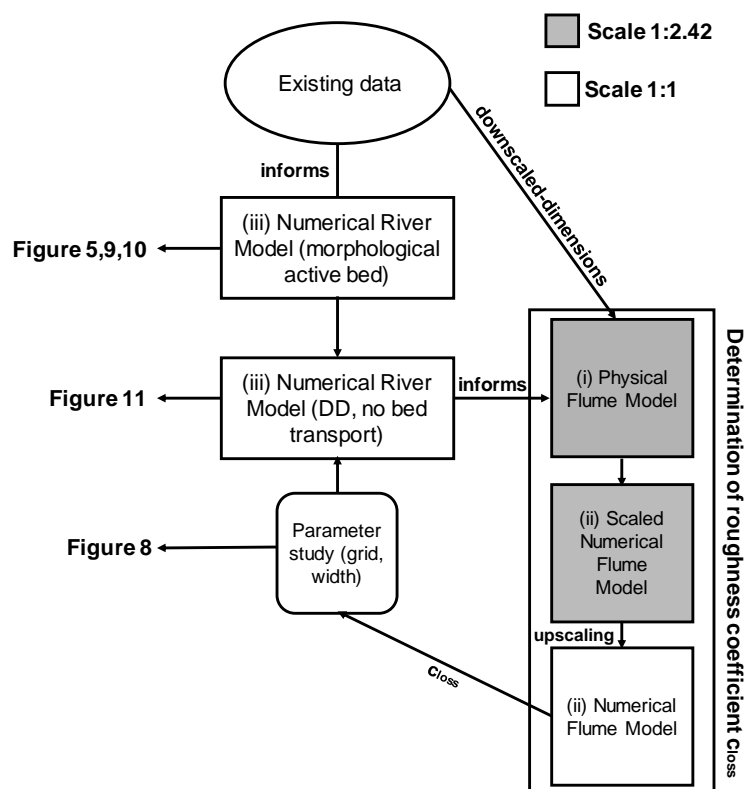 Scale 1:2.42
Scale 1:1
Existing data
downscaled-dimensions
informs
(iii) Numerical River
Model (morphological
active bed)
Figure 5,9,10
(iii) Numerical River
Model (DD, no bed
transport)
Figure 11
informs
(i) Physical
Flume Model
(ii) Scaled
Numerical
Flume
Model
Parameter
study (grid,
width)
Figure 8
upscaling
(ii) Numerical
Flume Model
closs
Determination of roughness coefficient closs